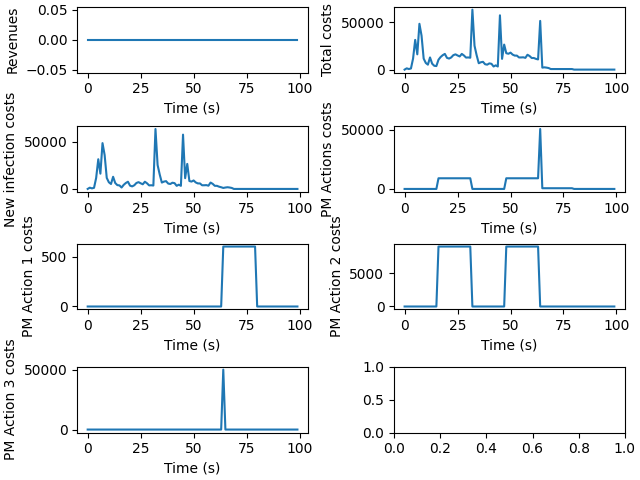 Revenues
0.05
0.00
−0.05
0 25 50 75 100
Time (s)
Total costs
50000
0
0 25 50 75 100
Time (s)
New infection costs
50000
0
0 25 50 75 100
Time (s)
PM Actions costs
50000
0
0 25 50 75 100
Time (s)
PM Action 1 costs
500
0
0 25 50 75 100
Time (s)
PM Action 2 costs
5000
0
0 25 50 75 100
Time (s)
PM Action 3 costs
50000
0
0 25 50 75 100
Time (s)
1.0
0.5
0.0
0.0 0.2 0.4 0.6 0.8 1.0